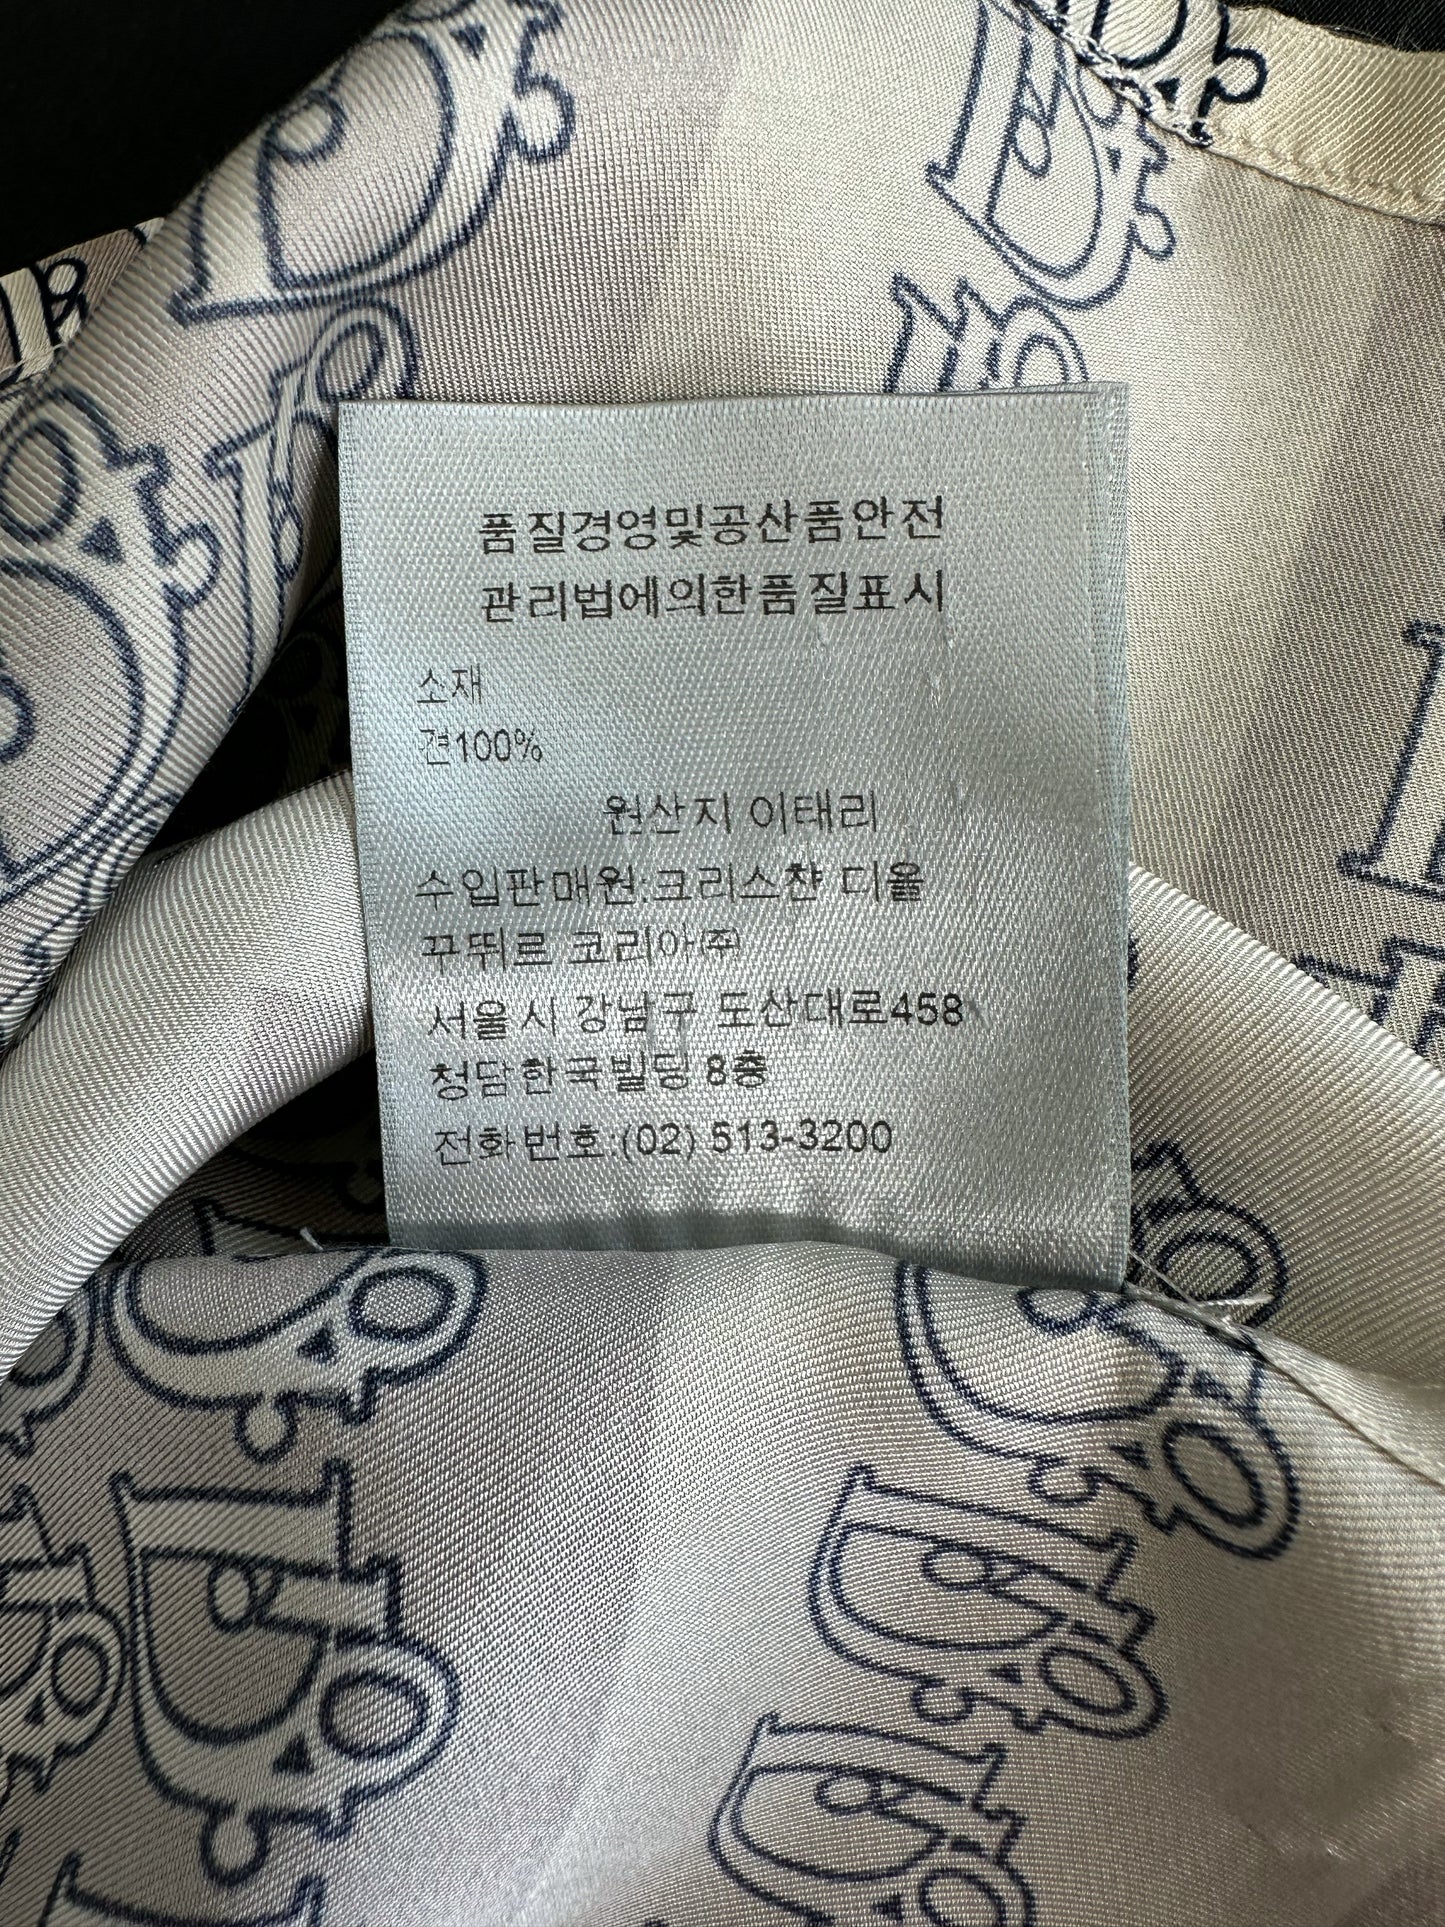 품질경영및공산품안전
관리법에의한품질표시
소재
견100%
원산지 이태리
수입판매원:크리스챤 디올
꾸뛰르 코리아㈜
서울시 강남구 도산대로458
청담한국빌딩 8층
전화번호:(02) 513-3200